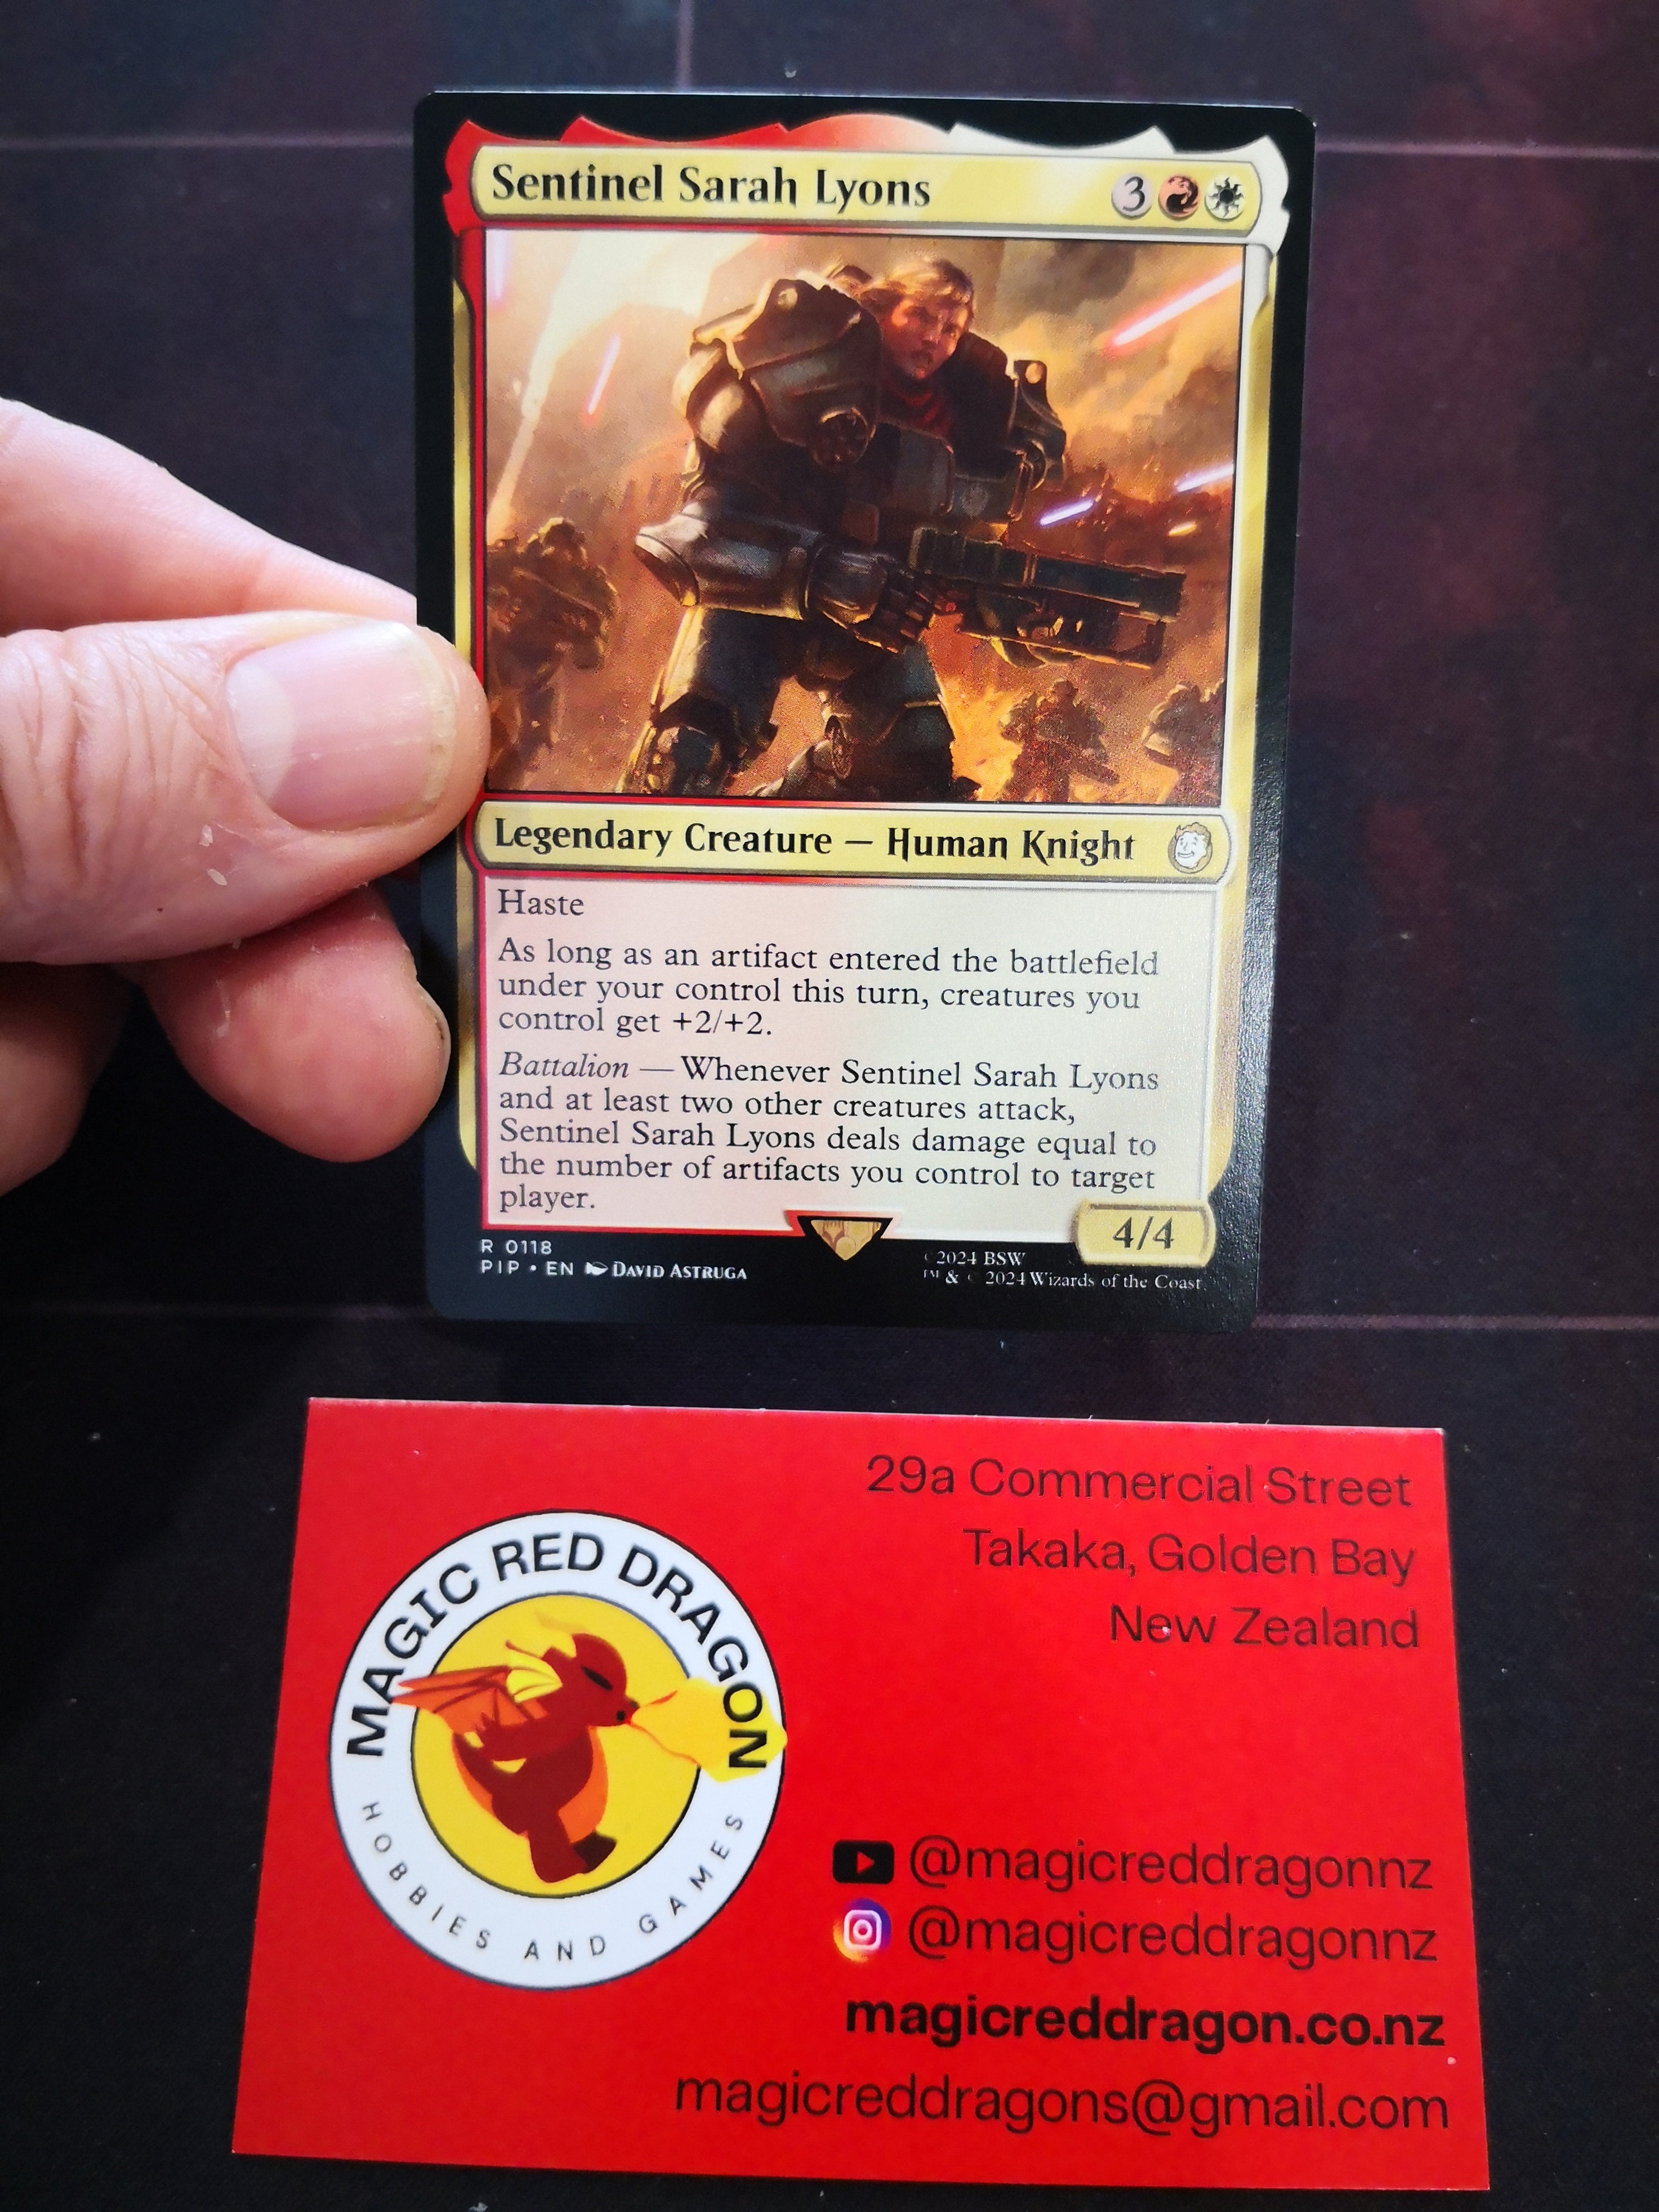 Sentinel Sarah Lyons 3
Legendary Creature — Human Knight
Haste
As long as an artifact entered the battlefield
under your control this turn, creatures you
control get +2/+2.
Battalion — Whenever Sentinel Sarah Lyons
and at least two other creatures attack,
Sentinel Sarah Lyons deals damage equal to
the number of artifacts you control to target
player.
4/4
R 0118
PIP • EN DAVID ASTRUGA
© 2024 BSW
™ & © 2024 Wizards of the Coast
MAGIC RED DRAGON
HOBBIES AND GAMES
29a Commercial Street
Takaka, Golden Bay
New Zealand
@magicreddragonnz
@magicreddragonnz
magicreddragon.co.nz
magicreddragons@gmail.com